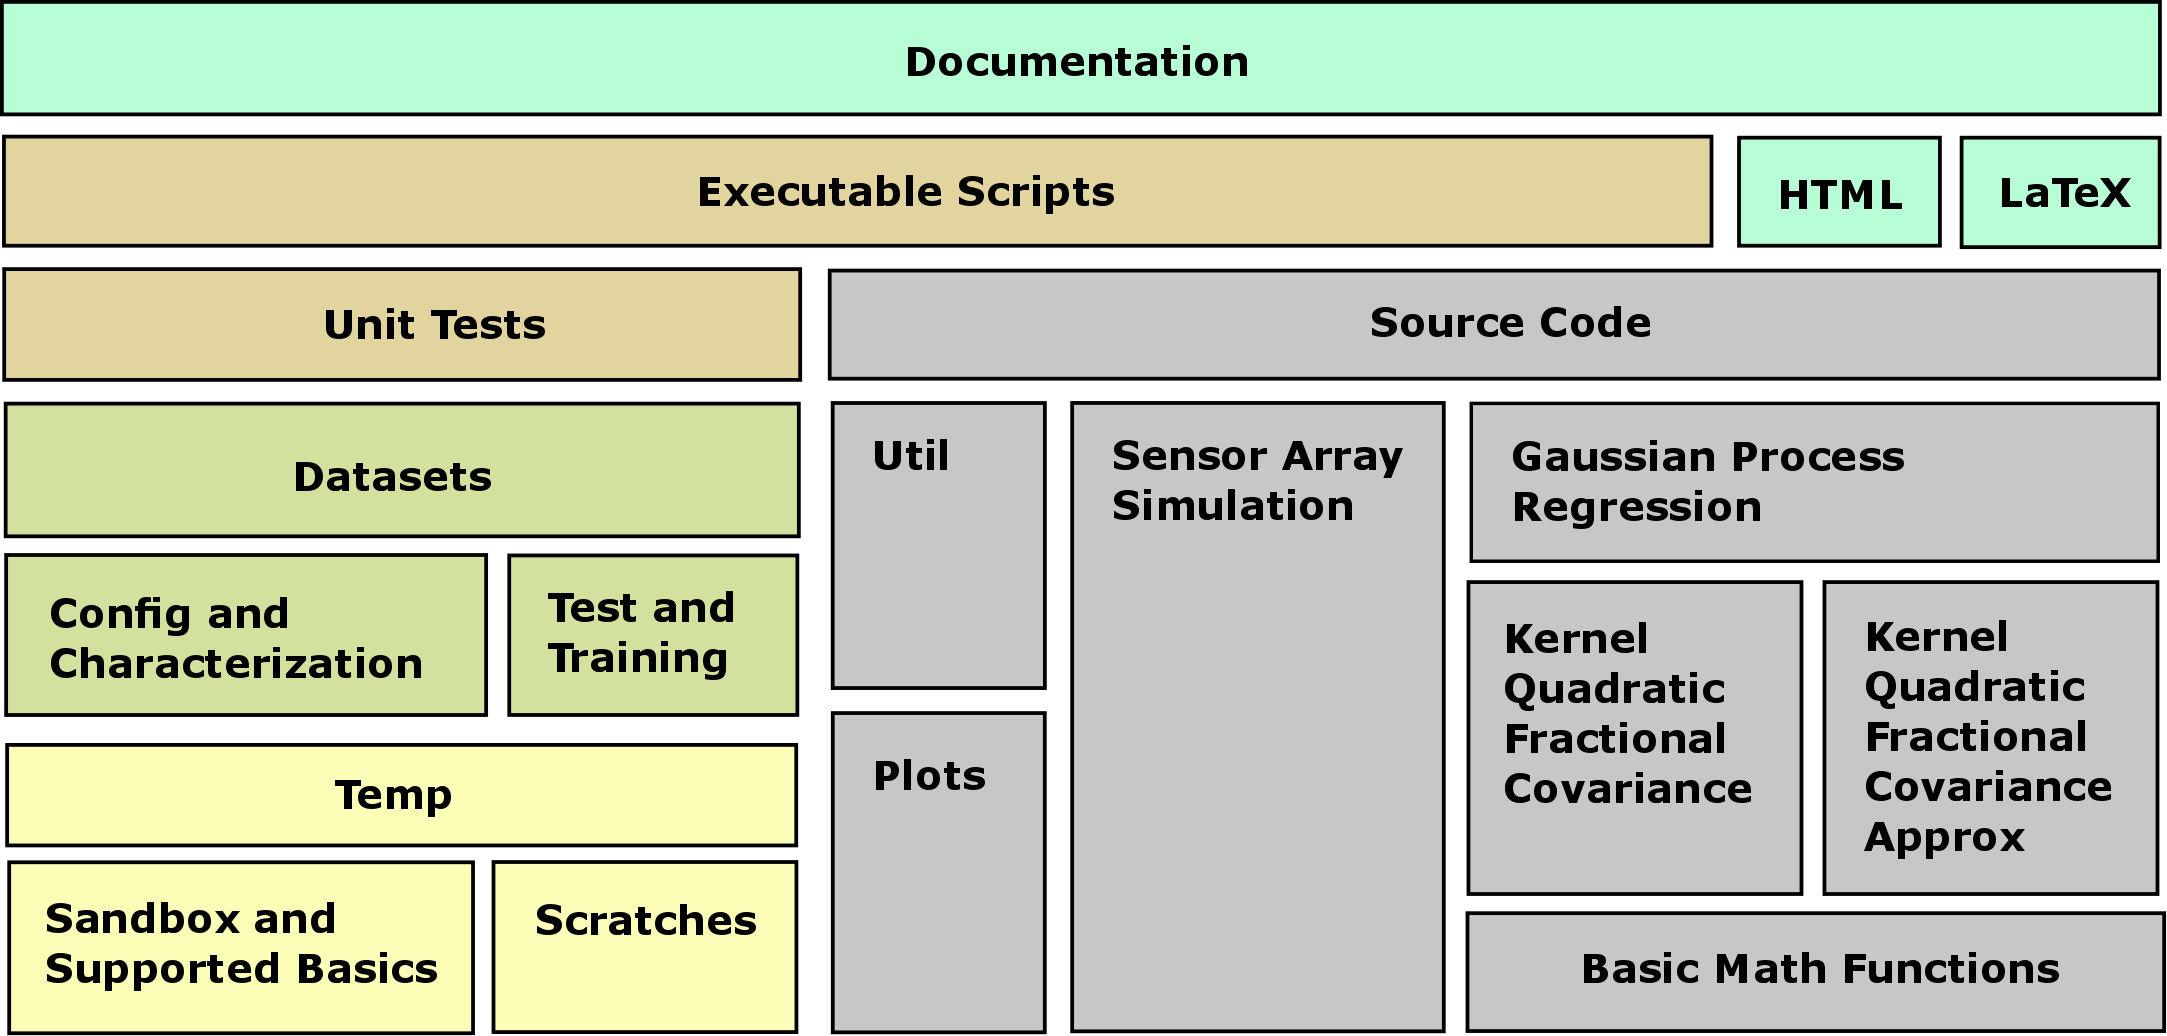 Documentation
Executable Scripts
HTML
LaTeX
Unit Tests
Source Code
Datasets
Config and
Characterization
Test and
Training
Temp
Sandbox and
Supported Basics
Scratches
Util
Plots
Sensor Array
Simulation
Gaussian Process
Regression
Kernel
Quadratic
Fractional
Covariance
Kernel
Quadratic
Fractional
Covariance
Approx
Basic Math Functions